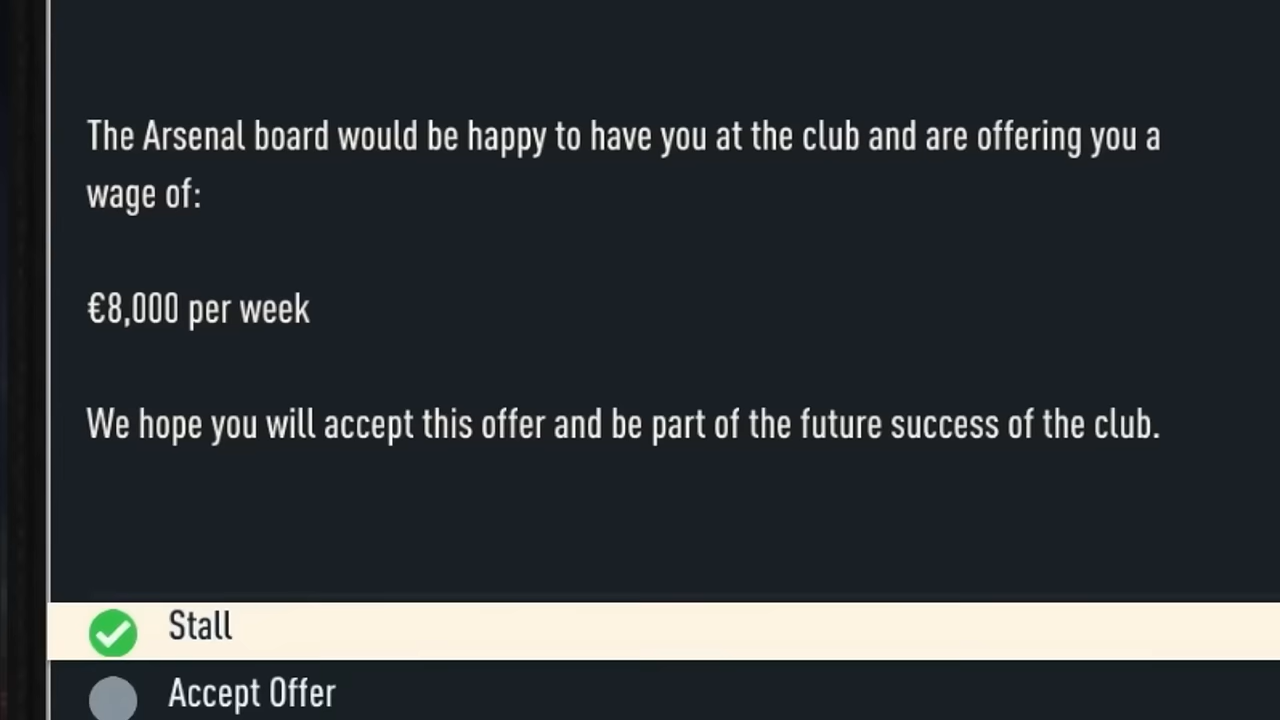 The Arsenal board would be happy to have you at the club and are offering you a
wage of:
€8,000 per week
We hope you will accept this offer and be part of the future success of the club.
Stall
Accept Offer